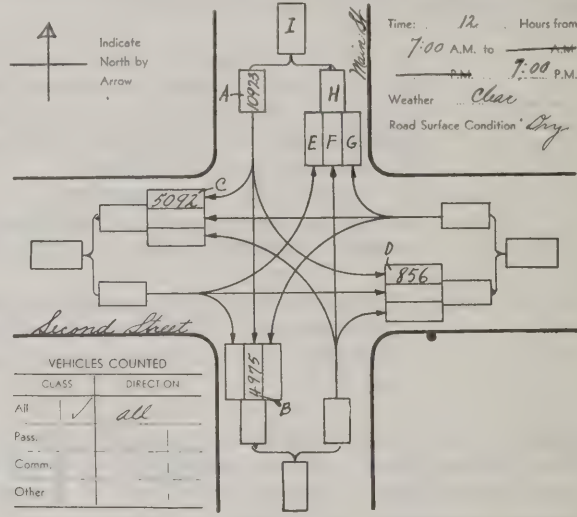 Indicate
North by
Arrow
Time: 12 Hours from
7:00 A.M. to A.M
P.M. 7:00 P.M.
Weather Clear
Road Surface Condition Dry
Main St
I
A
10923
H
E F G
C
5092
D
856
Second Street
4975
B
VEHICLES COUNTED
CLASS DIRECTION
All ✓ all
Pass.
Comm.
Other